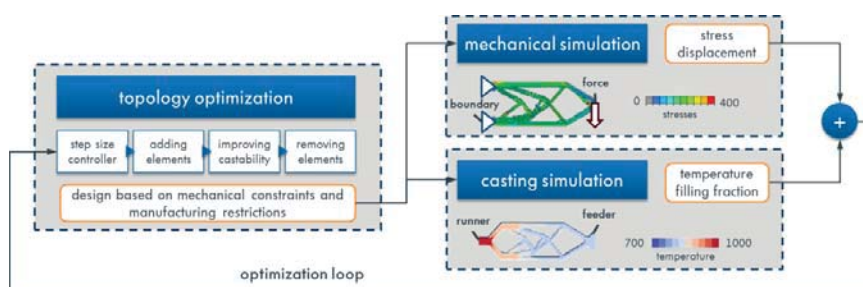 topology optimization
step size
controller
adding
elements
improving
castability
removing
elements
design based on mechanical constraints and
manufacturing restrictions
optimization loop
mechanical simulation
stress
displacement
boundary
force
0
400
stresses
+
casting simulation
temperature
filling fraction
runner
feeder
700
1000
temperature